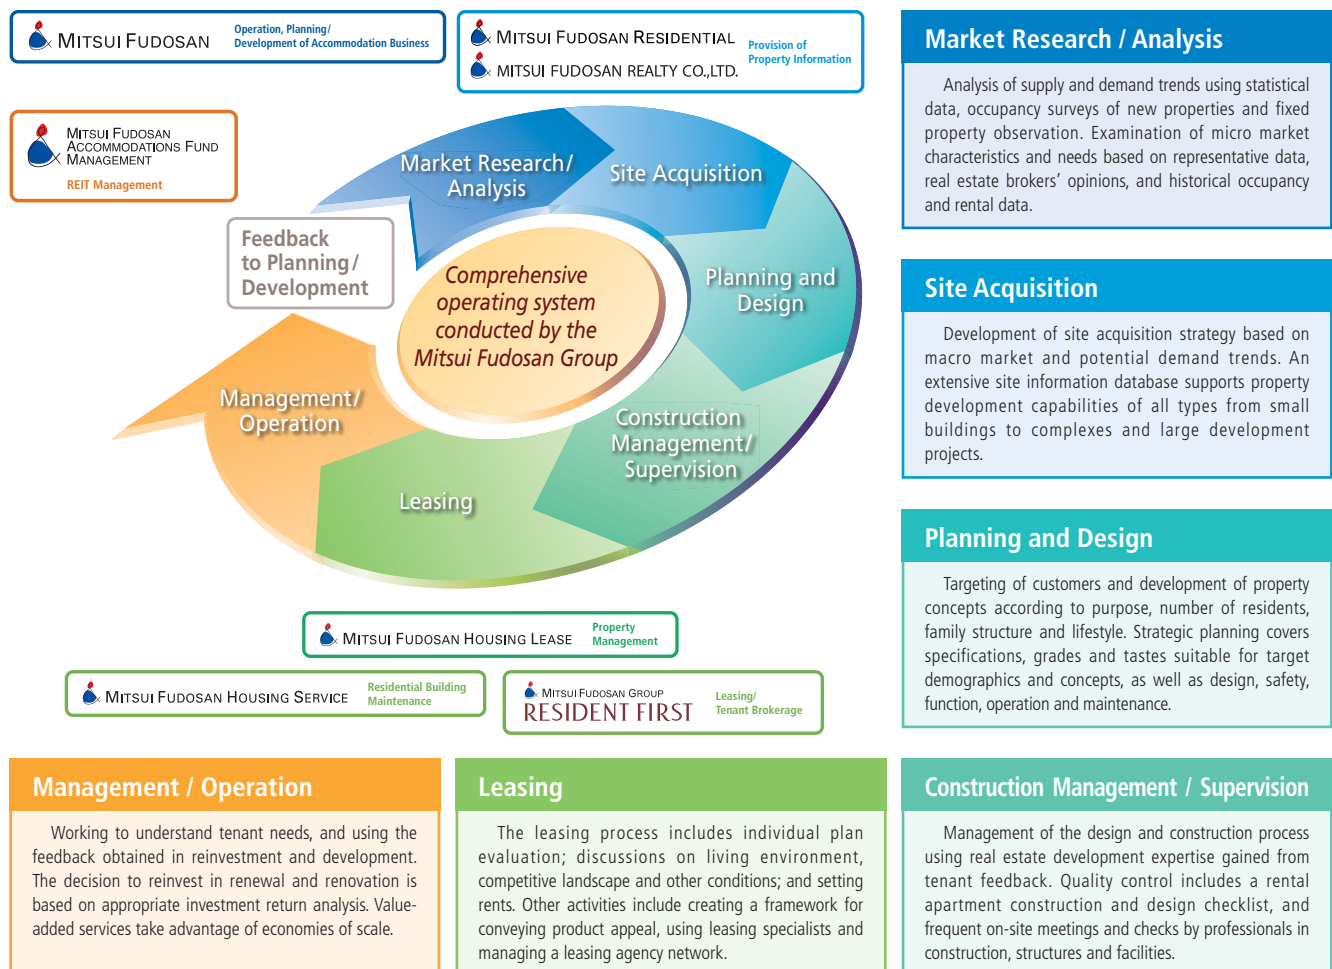 MITSUI FUDOSAN
Operation, Planning/
Development of Accommodation Business
MITSUI FUDOSAN RESIDENTIAL
MITSUI FUDOSAN REALTY CO.,LTD.
Provision of
Property Information
MITSUI FUDOSAN
ACCOMMODATIONS FUND
MANAGEMENT
REIT Management
Market Research/
Analysis
Site Acquisition
Planning and
Design
Construction
Management/
Supervision
Leasing
Management/
Operation
Feedback
to Planning/
Development
Comprehensive
operating system
conducted by the
Mitsui Fudosan Group
MITSUI FUDOSAN HOUSING LEASE
Property
Management
MITSUI FUDOSAN HOUSING SERVICE
Residential Building
Maintenance
MITSUI FUDOSAN GROUP
RESIDENT FIRST
Leasing/
Tenant Brokerage
Market Research / Analysis
Analysis of supply and demand trends using statistical
data, occupancy surveys of new properties and fixed
property observation. Examination of micro market
characteristics and needs based on representative data,
real estate brokers’ opinions, and historical occupancy
and rental data.
Site Acquisition
Development of site acquisition strategy based on
macro market and potential demand trends. An
extensive site information database supports property
development capabilities of all types from small
buildings to complexes and large development
projects.
Planning and Design
Targeting of customers and development of property
concepts according to purpose, number of residents,
family structure and lifestyle. Strategic planning covers
specifications, grades and tastes suitable for target
demographics and concepts, as well as design, safety,
function, operation and maintenance.
Management / Operation
Working to understand tenant needs, and using the
feedback obtained in reinvestment and development.
The decision to reinvest in renewal and renovation is
based on appropriate investment return analysis. Value-
added services take advantage of economies of scale.
Leasing
The leasing process includes individual plan
evaluation; discussions on living environment,
competitive landscape and other conditions; and setting
rents. Other activities include creating a framework for
conveying product appeal, using leasing specialists and
managing a leasing agency network.
Construction Management / Supervision
Management of the design and construction process
using real estate development expertise gained from
tenant feedback. Quality control includes a rental
apartment construction and design checklist, and
frequent on-site meetings and checks by professionals in
construction, structures and facilities.